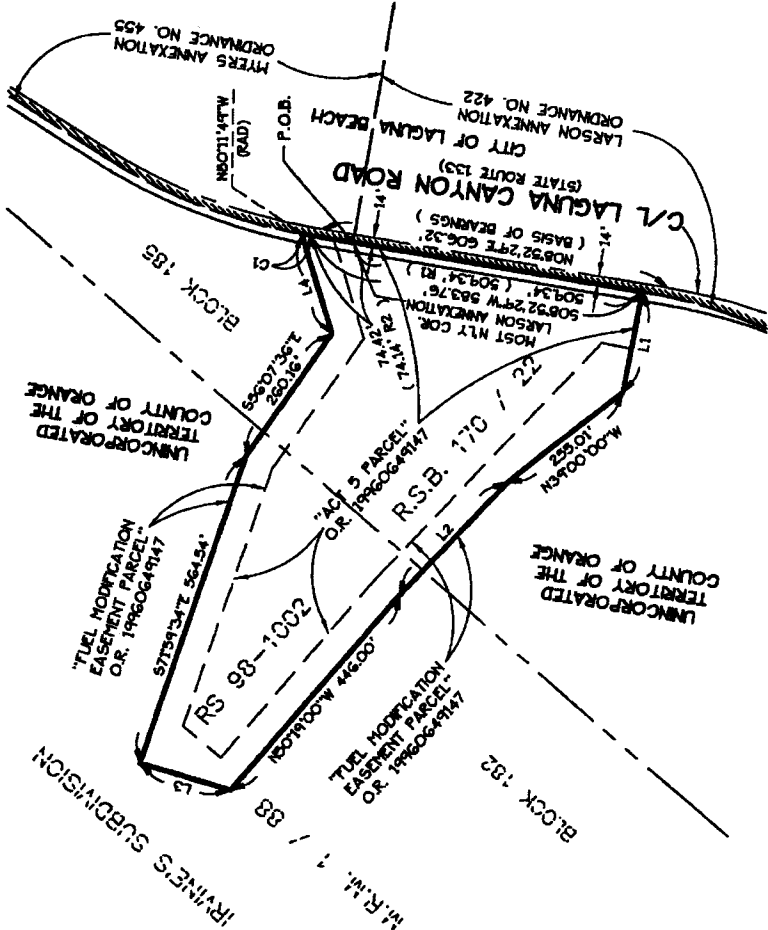 MYERS ANNEXATION
ORDINANCE NO. 455
LARSON ANNEXATION
ORDINANCE NO. 422
CITY OF LAGUNA BEACH
C/L LAGUNA CANYON ROAD
(STATE ROUTE 133)
N80°11'49"W
(RAD)
P.O.B.
14'
N08°52'29"E 606.32'
( BASIS OF BEARINGS )
14'
509.34' ( 509.34' R1 )
S08°52'29"W 583.76'
MOST N'LY COR.
LARSON ANNEXATION
74.42'
( 74.14' R2 )
C1
L4
L1
BLOCK 185
S56°07'36"E
260.16'
UNINCORPORATED
TERRITORY OF THE
COUNTY OF ORANGE
"FUEL MODIFICATION
EASEMENT PARCEL"
O.R. 19960649147
S71°59'34"E 564.54'
"ACT 5 PARCEL"
O.R. 19960649147
R.S.B. 170 / 22
255.01'
N39°00'00"W
L2
RS 98-1002
N50°19'00"W 446.00'
UNINCORPORATED
TERRITORY OF THE
COUNTY OF ORANGE
"FUEL MODIFICATION
EASEMENT PARCEL"
O.R. 19960649147
L3
BLOCK 182
IRVINE'S SUBDIVISION
M.R.M. 1 / 88